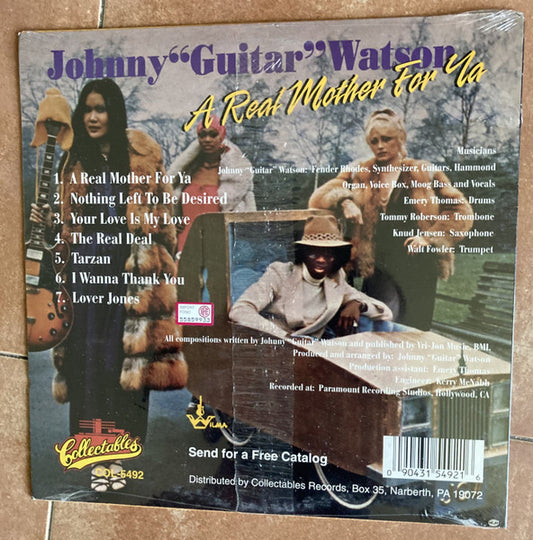 Johnny "Guitar" Watson
A Real Mother For Ya
1. A Real Mother For Ya
2. Nothing Left To Be Desired
3. Your Love Is My Love
4. The Real Deal
5. Tarzan
6. I Wanna Thank You
7. Lover Jones
Musicians
Johnny "Guitar" Watson: Fender Rhodes, Synthesizer, Guitars, Hammond
Organ, Voice Box, Moog Bass and Vocals
Emery Thomas: Drums
Tommy Roberson: Trombone
Knud Jensen: Saxophone
Walt Fowler: Trumpet
55859933
All compositions written by Johnny "Guitar" Watson and published by Vri-Jon Music, BMI.
Produced and arranged by: Johnny "Guitar" Watson
Production assistant: Emery Thomas
Engineer: Kerry McNabb
Recorded at: Paramount Recording Studios, Hollywood, CA
Collectables
COL-5492
WILMA
Send for a Free Catalog
Distributed by Collectables Records, Box 35, Narberth, PA 19072
0 90431 54921 6